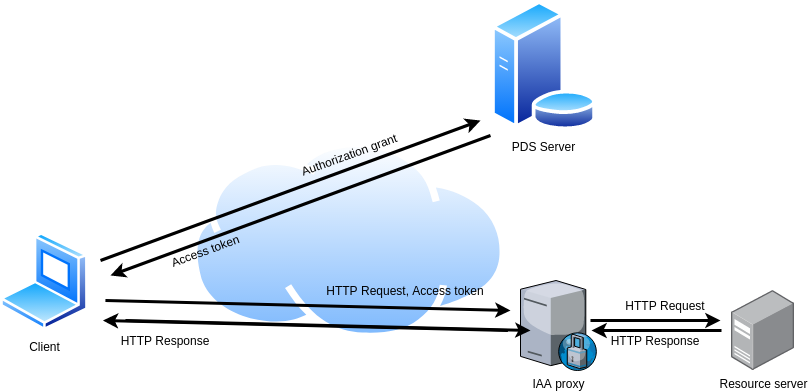 PDS Server
Authorization grant
Access token
HTTP Request, Access token
HTTP Request
HTTP Response
HTTP Response
Client
IAA proxy
Resource server